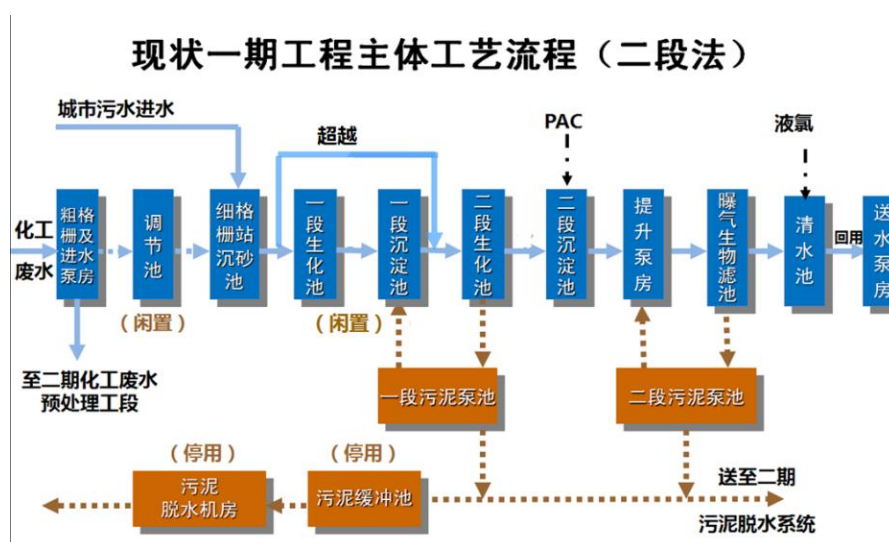 现状一期工程主体工艺流程（二段法）
城市污水进水
超越
PAC
液氯
化工
废水
粗格
栅及
进水
泵房
调
节
池
细格
栅站
沉砂
池
一
段
生
化
池
一
段
沉
淀
池
二
段
生
化
池
二
段
沉
淀
池
提
升
泵
房
曝
气
生
物
滤
池
清
水
池
回用
送
水
泵
房
（闲置）
（闲置）
至二期化工废水
预处理工段
一段污泥泵池
二段污泥泵池
（停用）
（停用）
污泥
脱水机房
污泥缓冲池
送至二期
污泥脱水系统